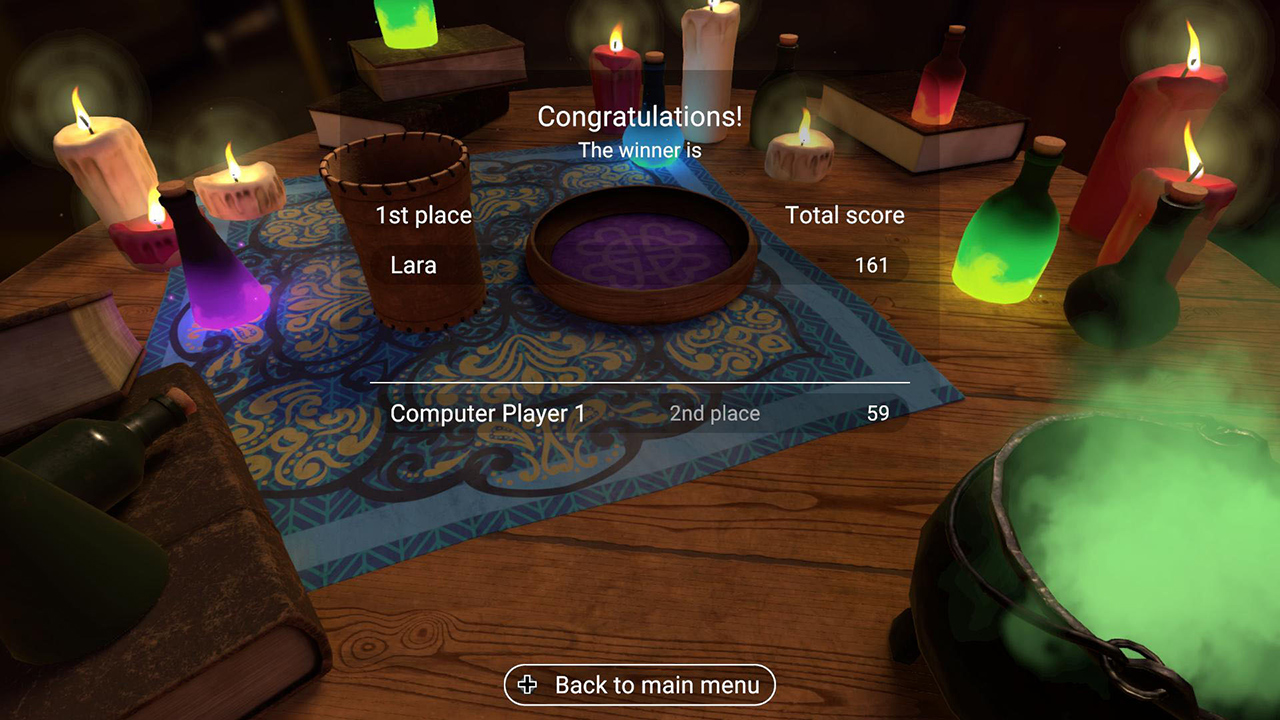 Congratulations!
The winner is
1st place Total score
Lara 161
Computer Player 1 2nd place 59
Back to main menu